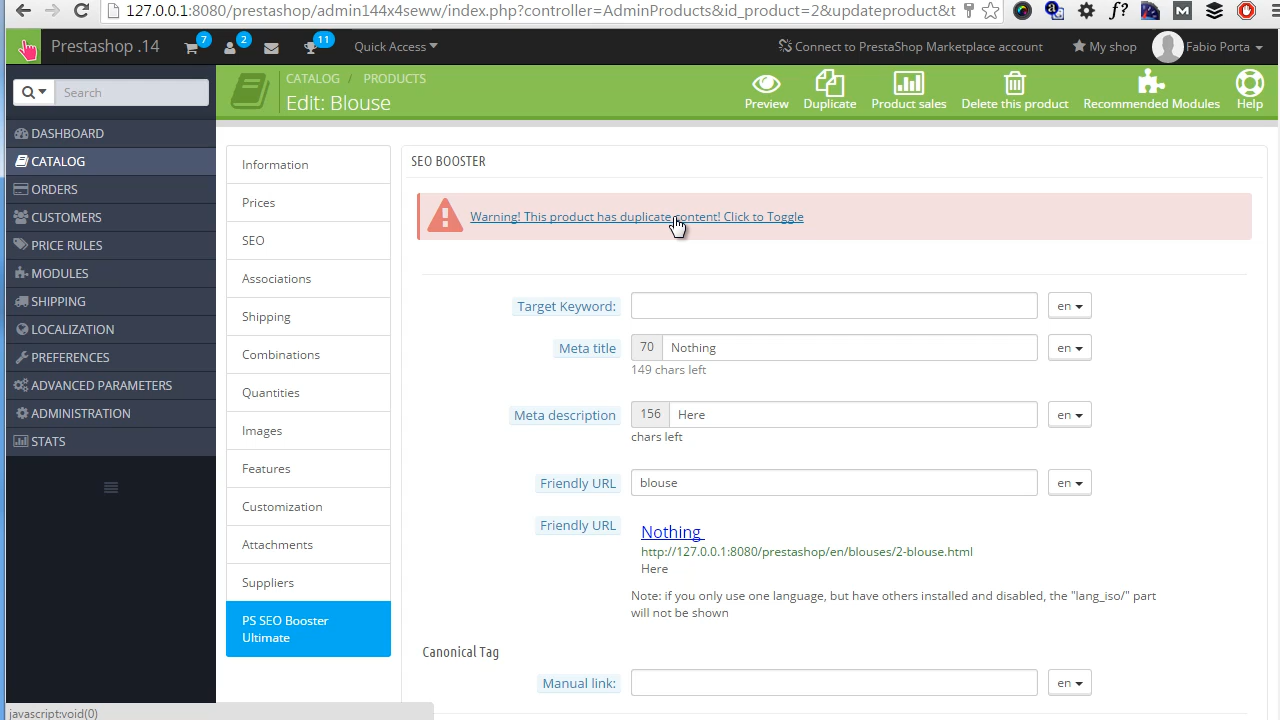 127.0.0.1:8080/prestashop/admin144x4seww/index.php?controller=AdminProducts&id_product=2&updateproduct&t
Prestashop .14
7
2
11
Quick Access
Connect to PrestaShop Marketplace account
My shop
Fabio Porta
Search
CATALOG / PRODUCTS
Edit: Blouse
Preview
Duplicate
Product sales
Delete this product
Recommended Modules
Help
DASHBOARD
CATALOG
ORDERS
CUSTOMERS
PRICE RULES
MODULES
SHIPPING
LOCALIZATION
PREFERENCES
ADVANCED PARAMETERS
ADMINISTRATION
STATS
Information
Prices
SEO
Associations
Shipping
Combinations
Quantities
Images
Features
Customization
Attachments
Suppliers
PS SEO Booster
Ultimate
SEO BOOSTER
Warning! This product has duplicate content! Click to Toggle
Target Keyword:
en
Meta title
70
Nothing
en
149 chars left
Meta description
156
Here
en
chars left
Friendly URL
blouse
en
Friendly URL
Nothing
http://127.0.0.1:8080/prestashop/en/blouses/2-blouse.html
Here
Note: if you only use one language, but have others installed and disabled, the "lang_iso/" part
will not be shown
Canonical Tag
Manual link:
en
javascript:void(0)